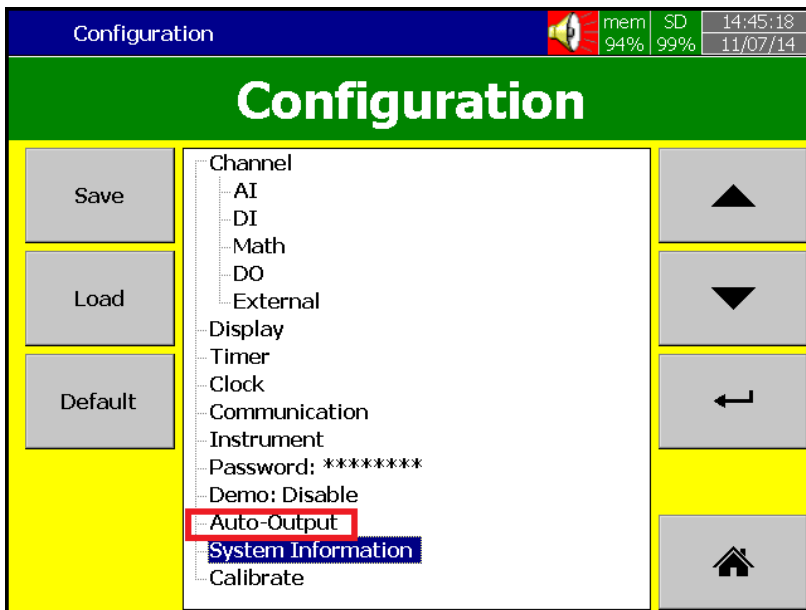 Configuration
mem SD 14:45:18
94% 99% 11/07/14
Configuration
Save
Load
Default
Channel
AI
DI
Math
DO
External
Display
Timer
Clock
Communication
Instrument
Password: ********
Demo: Disable
Auto-Output
System Information
Calibrate